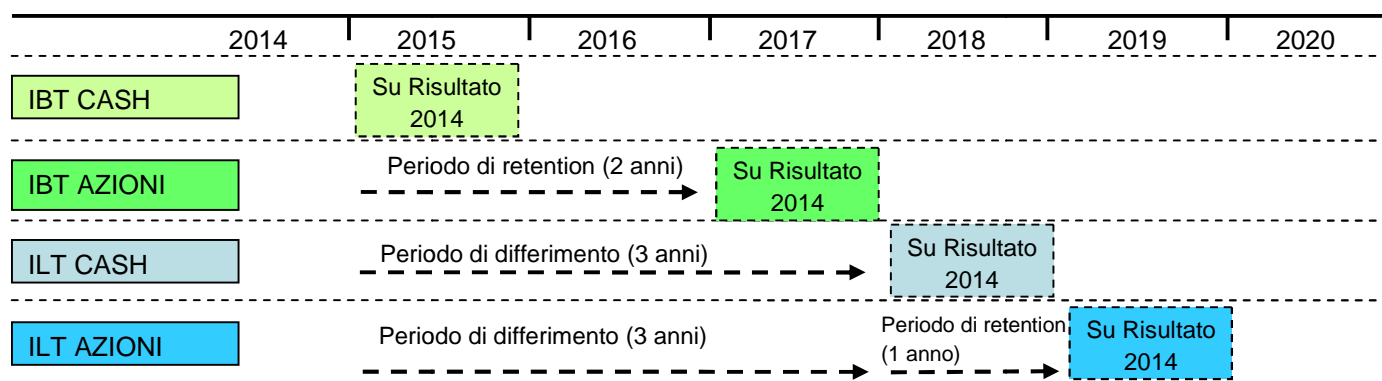 2014 2015 2016 2017 2018 2019 2020
IBT CASH
Su Risultato
2014
IBT AZIONI
Periodo di retention (2 anni)
Su Risultato
2014
ILT CASH
Periodo di differimento (3 anni)
Su Risultato
2014
ILT AZIONI
Periodo di differimento (3 anni)
Periodo di retention
(1 anno)
Su Risultato
2014